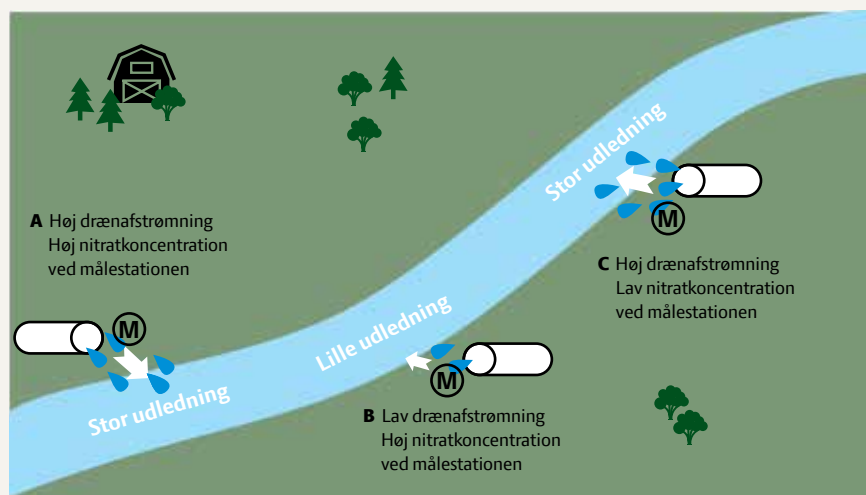 Stor udledning
A Høj drænafstrømning
Høj nitratkoncentration
ved målestationen
M
C Høj drænafstrømning
Lav nitratkoncentration
ved målestationen
M
Lille udledning
Stor udledning
M
B Lav drænafstrømning
Høj nitratkoncentration
ved målestationen